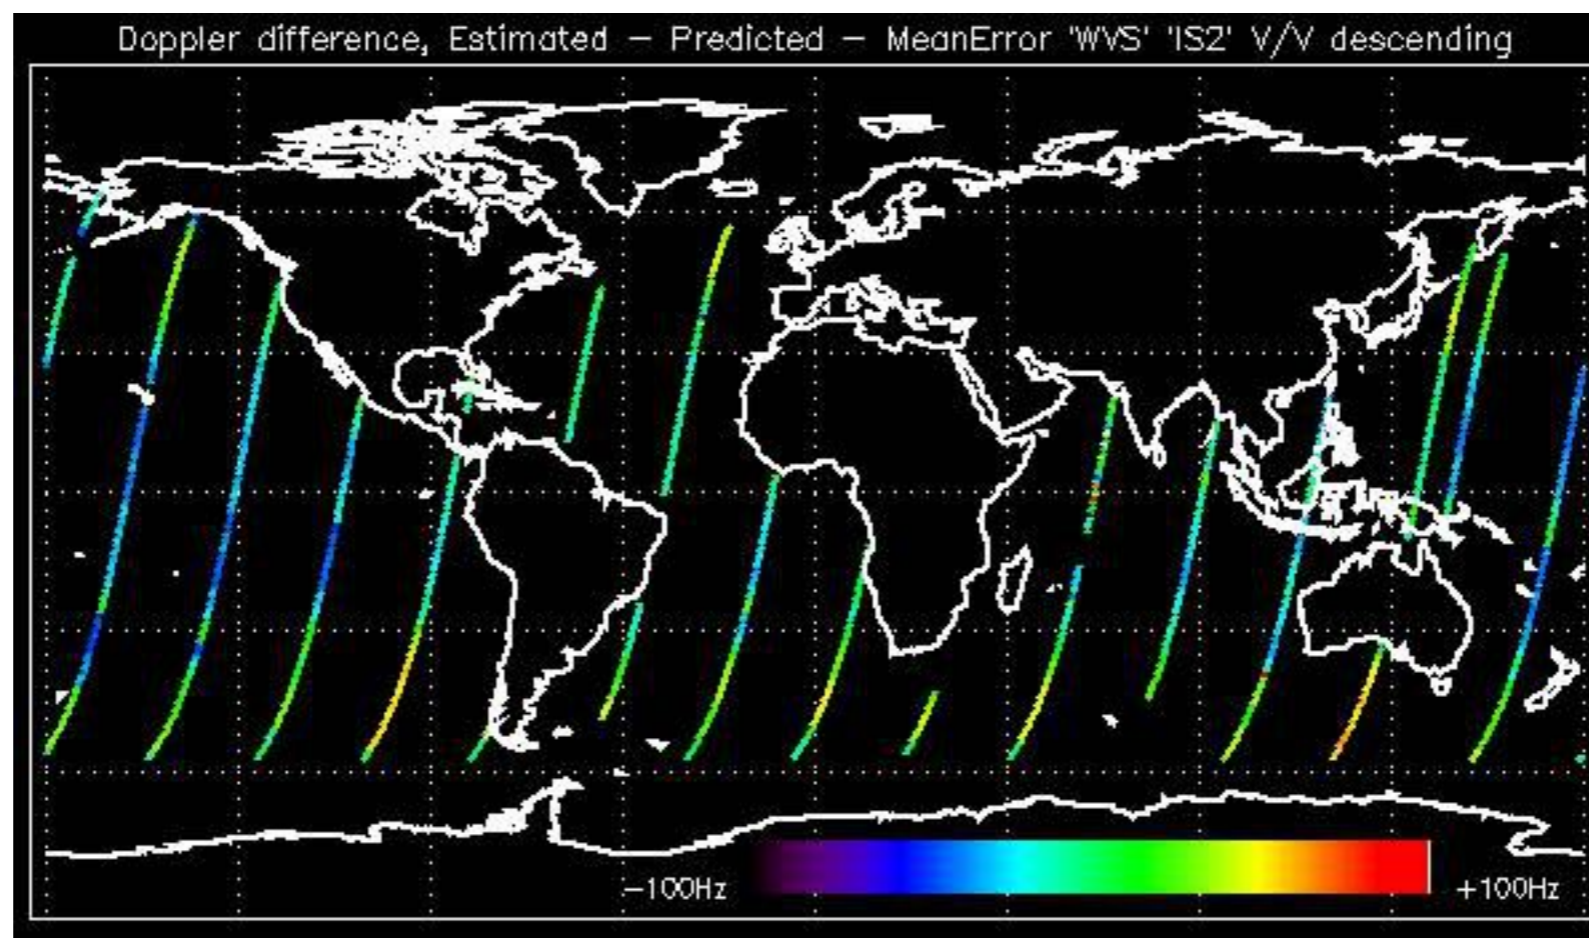 Doppler difference, Estimated - Predicted - MeanError 'WVS' 'IS2' V/V descending
-100Hz
+100Hz